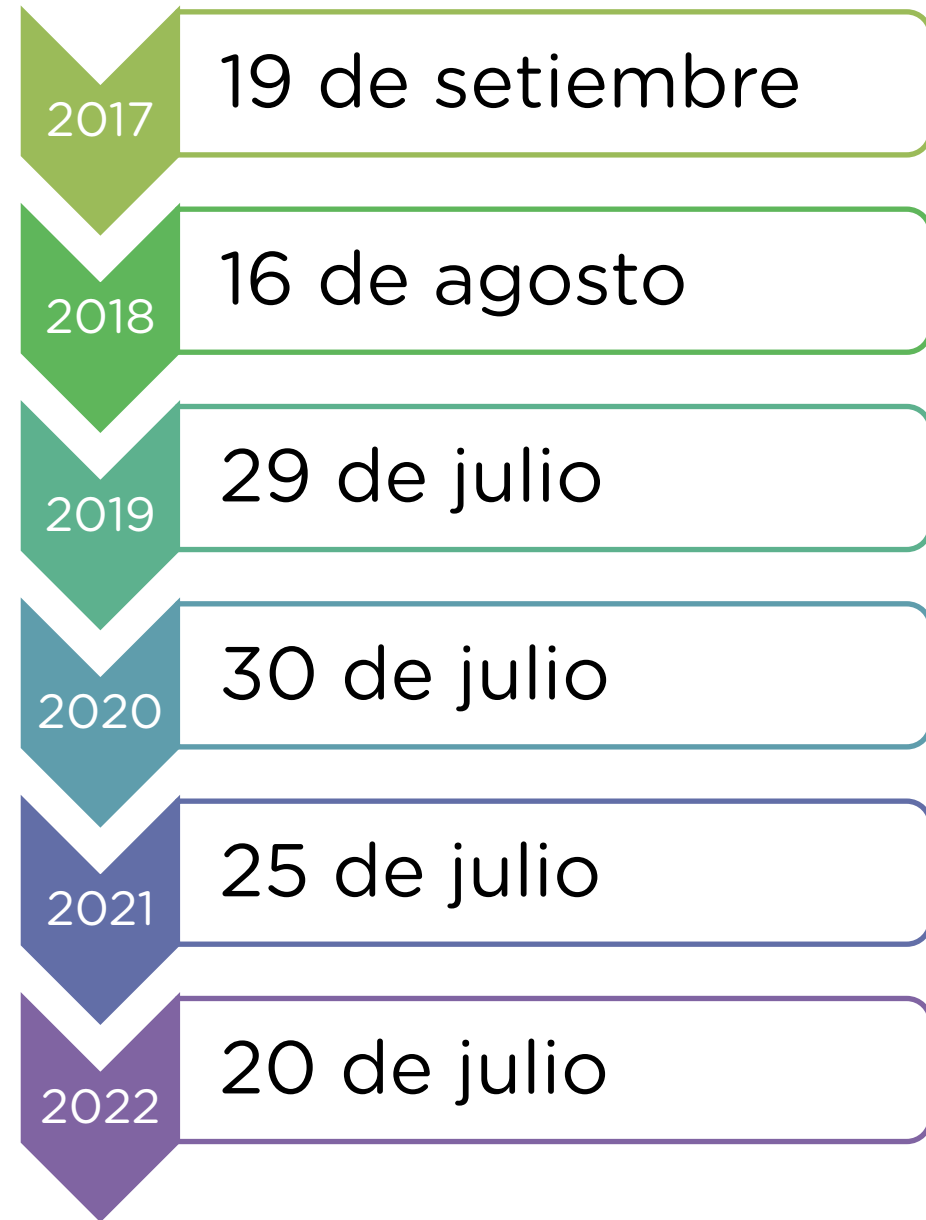 2017
19 de setiembre
2018
16 de agosto
2019
29 de julio
2020
30 de julio
2021
25 de julio
2022
20 de julio